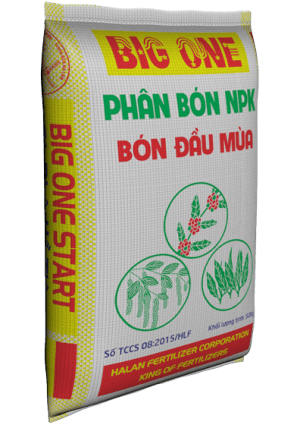 BIG ONE
PHÂN BÓN NPK
BÓN ĐẦU MÙA
BIG ONE START
Số TCCS 08:2015/HLF
Khối lượng tịnh:
HALAN FERTILIZER CORPORATION
KING OF FERTILIZERS